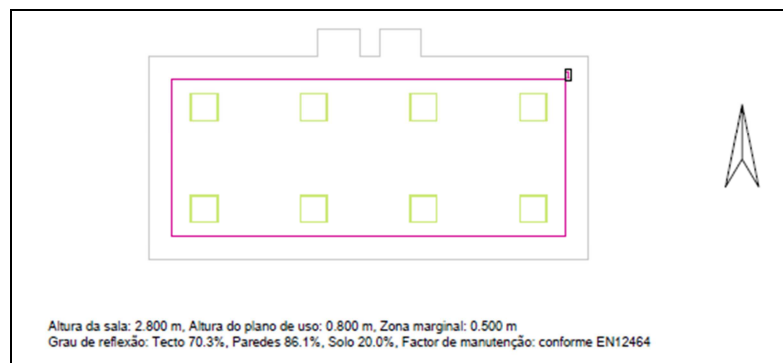 1
Altura da sala: 2.800 m, Altura do plano de uso: 0.800 m, Zona marginal: 0.500 m
Grau de reflexão: Tecto 70.3%, Paredes 86.1%, Solo 20.0%, Factor de manutenção: conforme EN12464